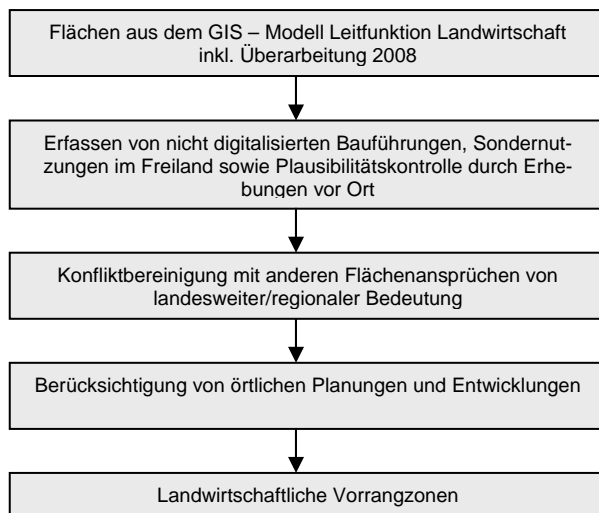 Flächen aus dem GIS – Modell Leitfunktion Landwirtschaft
inkl. Überarbeitung 2008
Erfassen von nicht digitalisierten Bauführungen, Sondernut-
zungen im Freiland sowie Plausibilitätskontrolle durch Erhe-
bungen vor Ort
Konfliktbereinigung mit anderen Flächenansprüchen von
landesweiter/regionaler Bedeutung
Berücksichtigung von örtlichen Planungen und Entwicklungen
Landwirtschaftliche Vorrangzonen